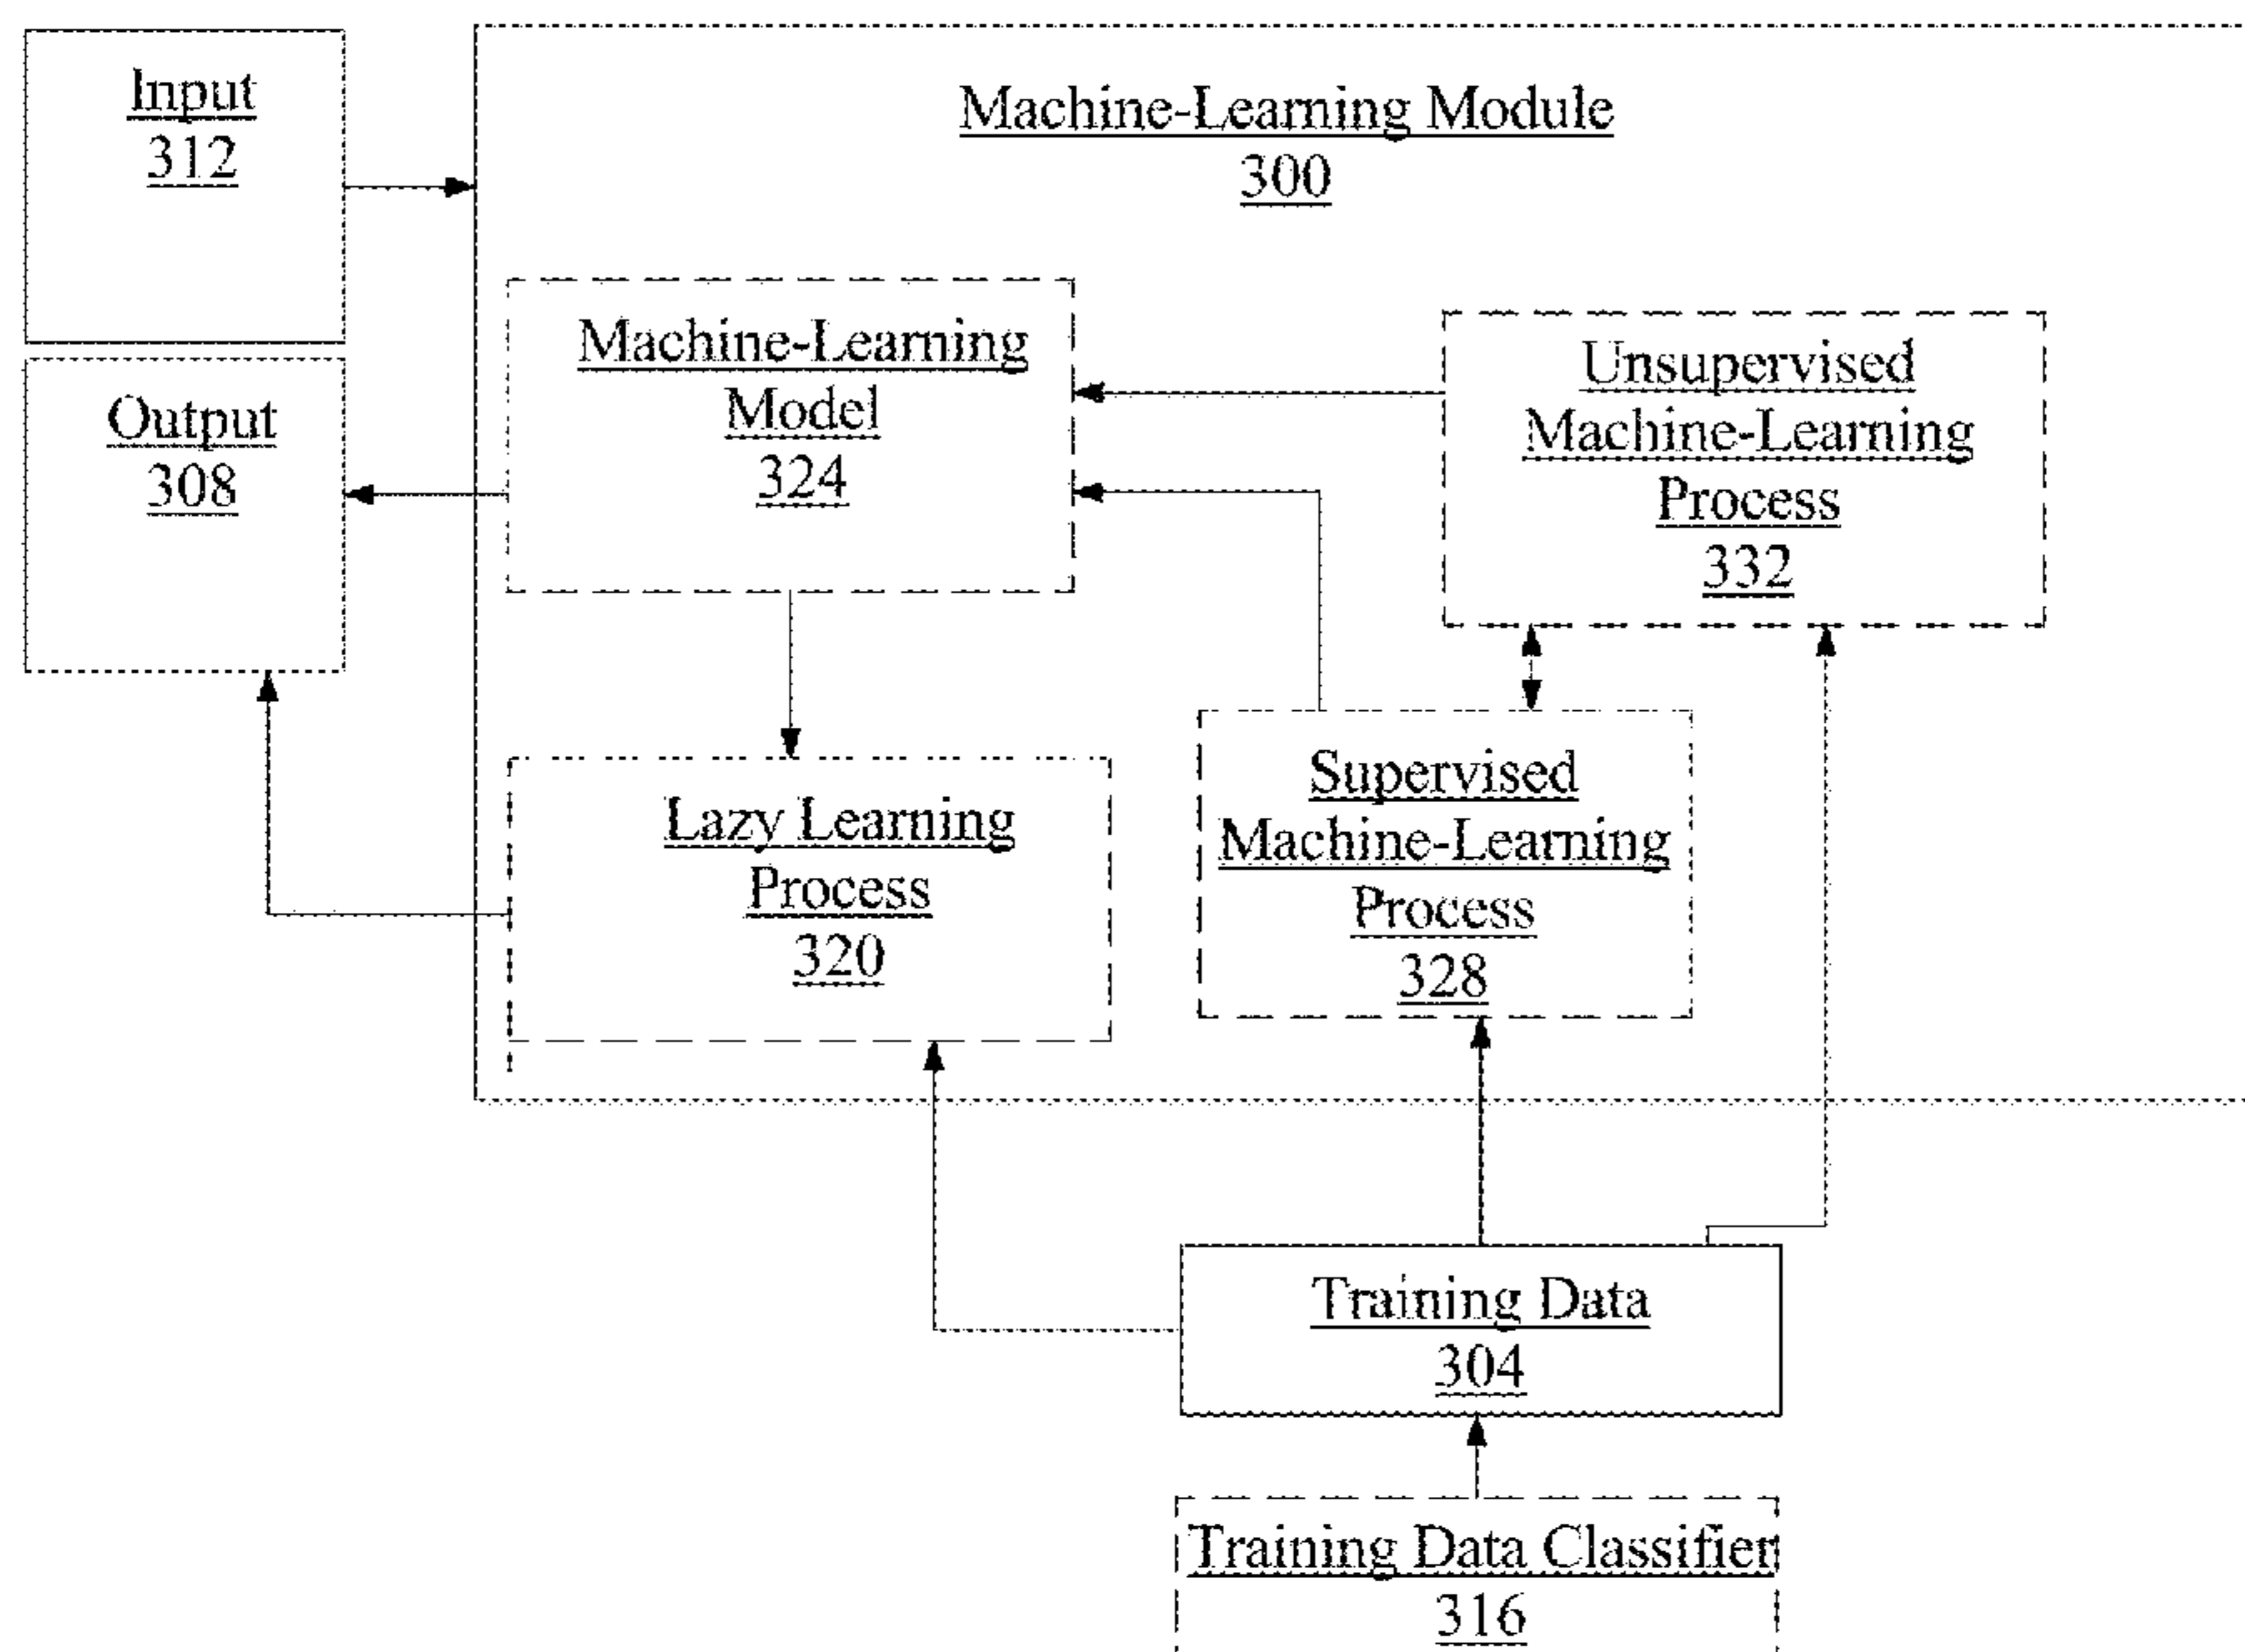 Input
312
Machine-Learning Module
300
Output
308
Machine-Learning
Model
324
Unsupervised
Machine-Learning
Process
332
Lazy Learning
Process
320
Supervised
Machine-Learning
Process
328
Training Data
304
Training Data Classifier
316